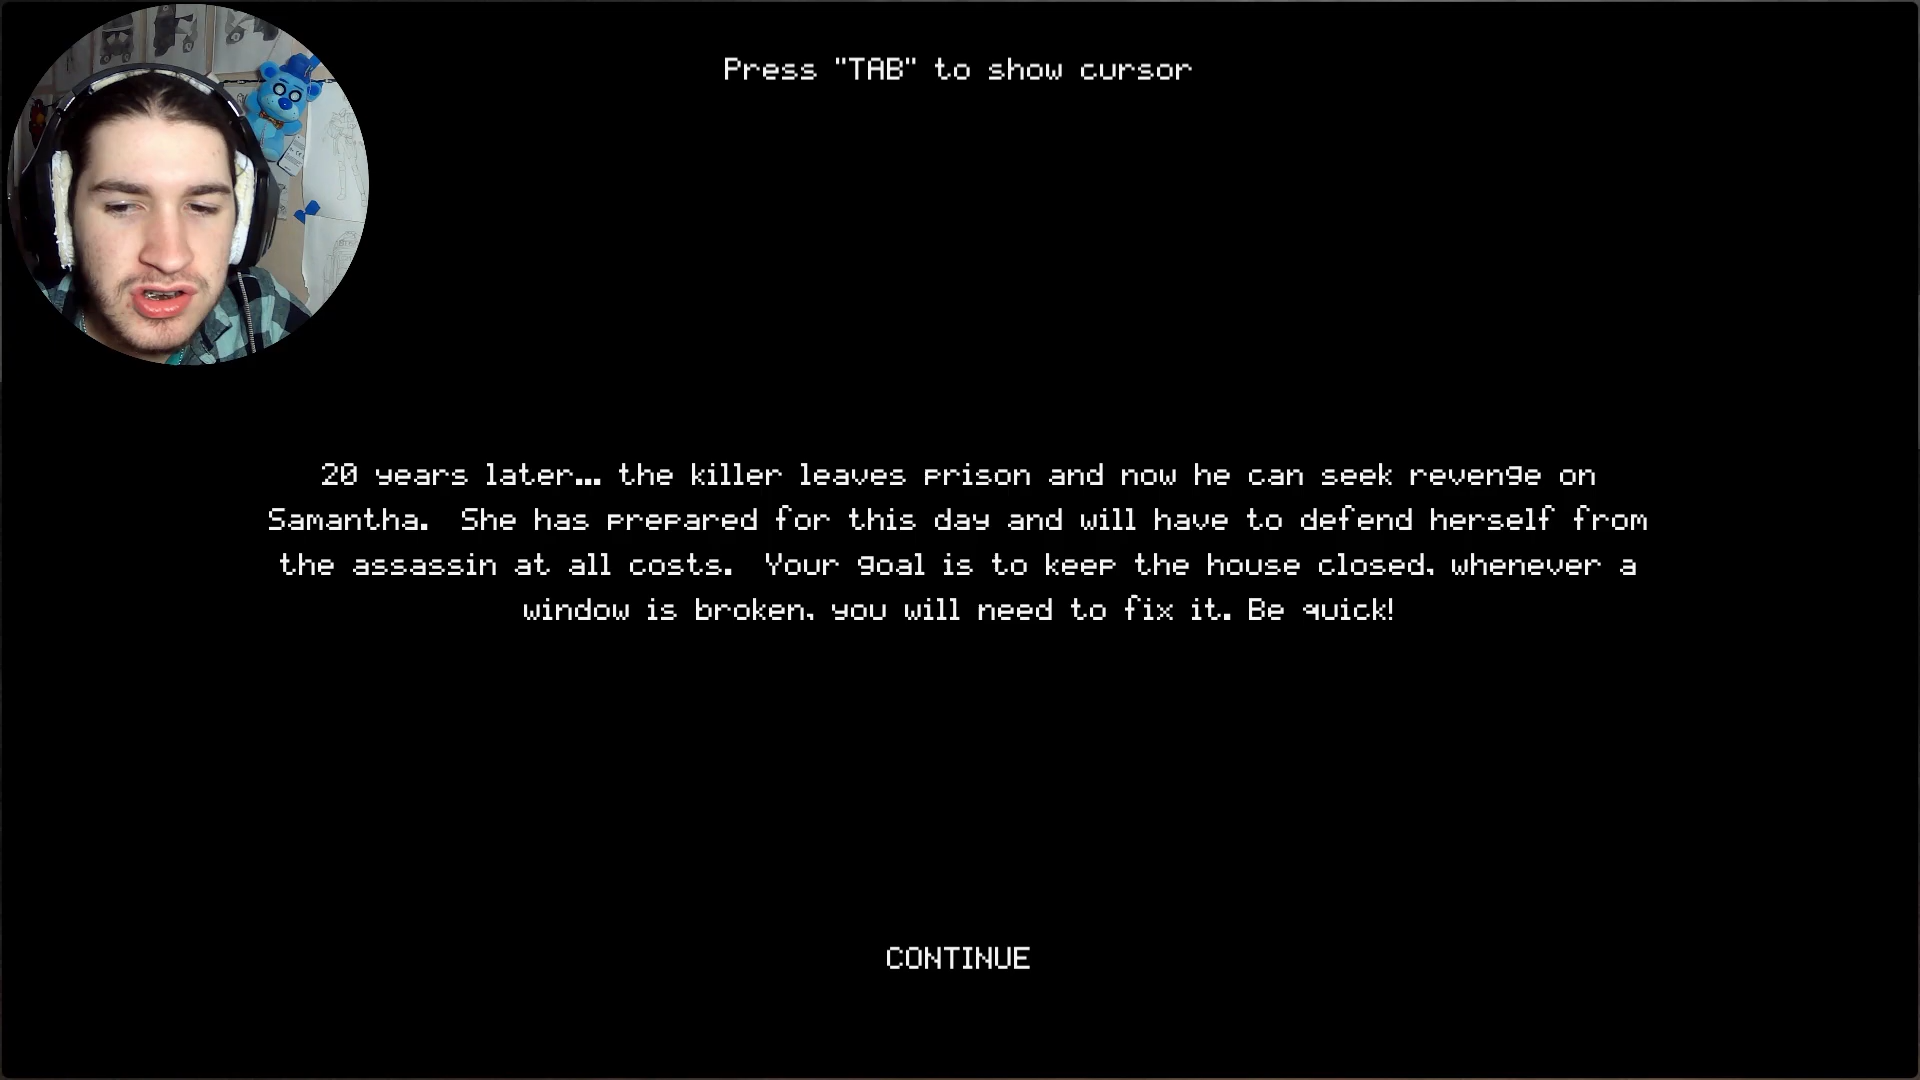 Press "TAB" to show cursor
20 years later... the killer leaves prison and now he can seek revenge on
Samantha.  She has prepared for this day and will have to defend herself from
the assassin at all costs.  Your goal is to keep the house closed, whenever a
window is broken, you will need to fix it. Be quick!
CONTINUE